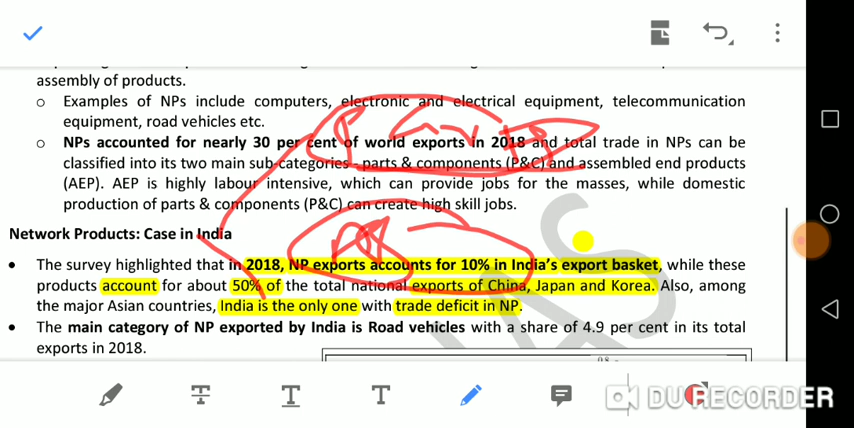 assembly of products.
o Examples of NPs include computers, electronic and electrical equipment, telecommunication
equipment, road vehicles etc.
o NPs accounted for nearly 30 per cent of world exports in 2018 and total trade in NPs can be
classified into its two main sub-categories parts & components (P&C) and assembled end products
(AEP). AEP is highly labour intensive, which can provide jobs for the masses, while domestic
production of parts & components (P&C) can create high skill jobs.
Network Products: Case in India
• The survey highlighted that in 2018, NP exports accounts for 10% in India's export basket, while these
products account for about 50% of the total national exports of China, Japan and Korea. Also, among
the major Asian countries, India is the only one with trade deficit in NP.
• The main category of NP exported by India is Road vehicles with a share of 4.9 per cent in its total
exports in 2018.
T T T
DU RECORDER